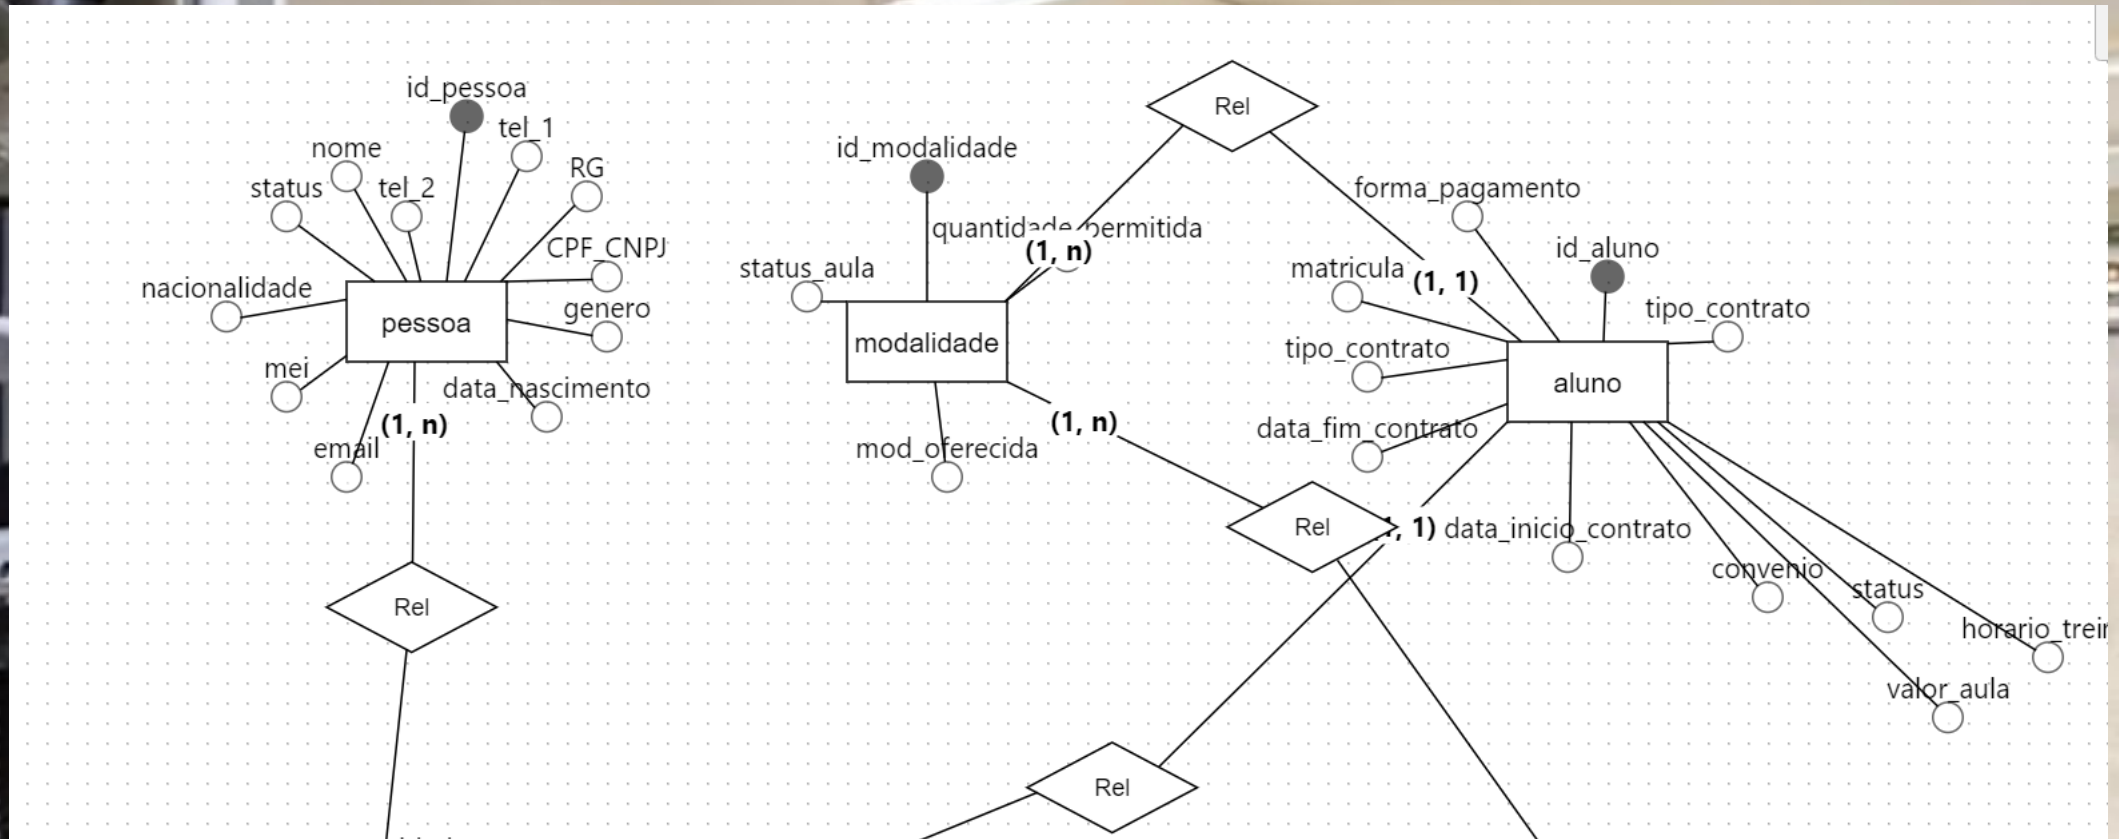 id_pessoa
tel_1
nome
RG
status
tel_2
CPF_CNPJ
nacionalidade
genero
pessoa
mei
data_nascimento
(1, n)
email
Rel
Rel
id_modalidade
quantidade_permitida
(1, n)
status_aula
modalidade
(1, n)
mod_oferecida
Rel
forma_pagamento
id_aluno
matricula
(1, 1)
tipo_contrato
tipo_contrato
aluno
data_fim_contrato
1, 1)
data_inicio_contrato
convenio
status
horario_trei
valor_aula
Rel